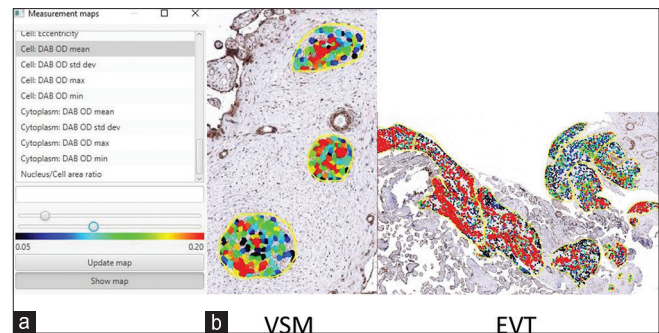 Measurement maps
Cell: Eccentricity
Cell: DAB OD mean
Cell: DAB OD std dev
Cell: DAB OD max
Cell: DAB OD min
Cytoplasm: DAB OD mean
Cytoplasm: DAB OD std dev
Cytoplasm: DAB OD max
Cytoplasm: DAB OD min
Nucleus/Cell area ratio
0.05 0.20
Update map
Show map
a
b
VSM
EVT